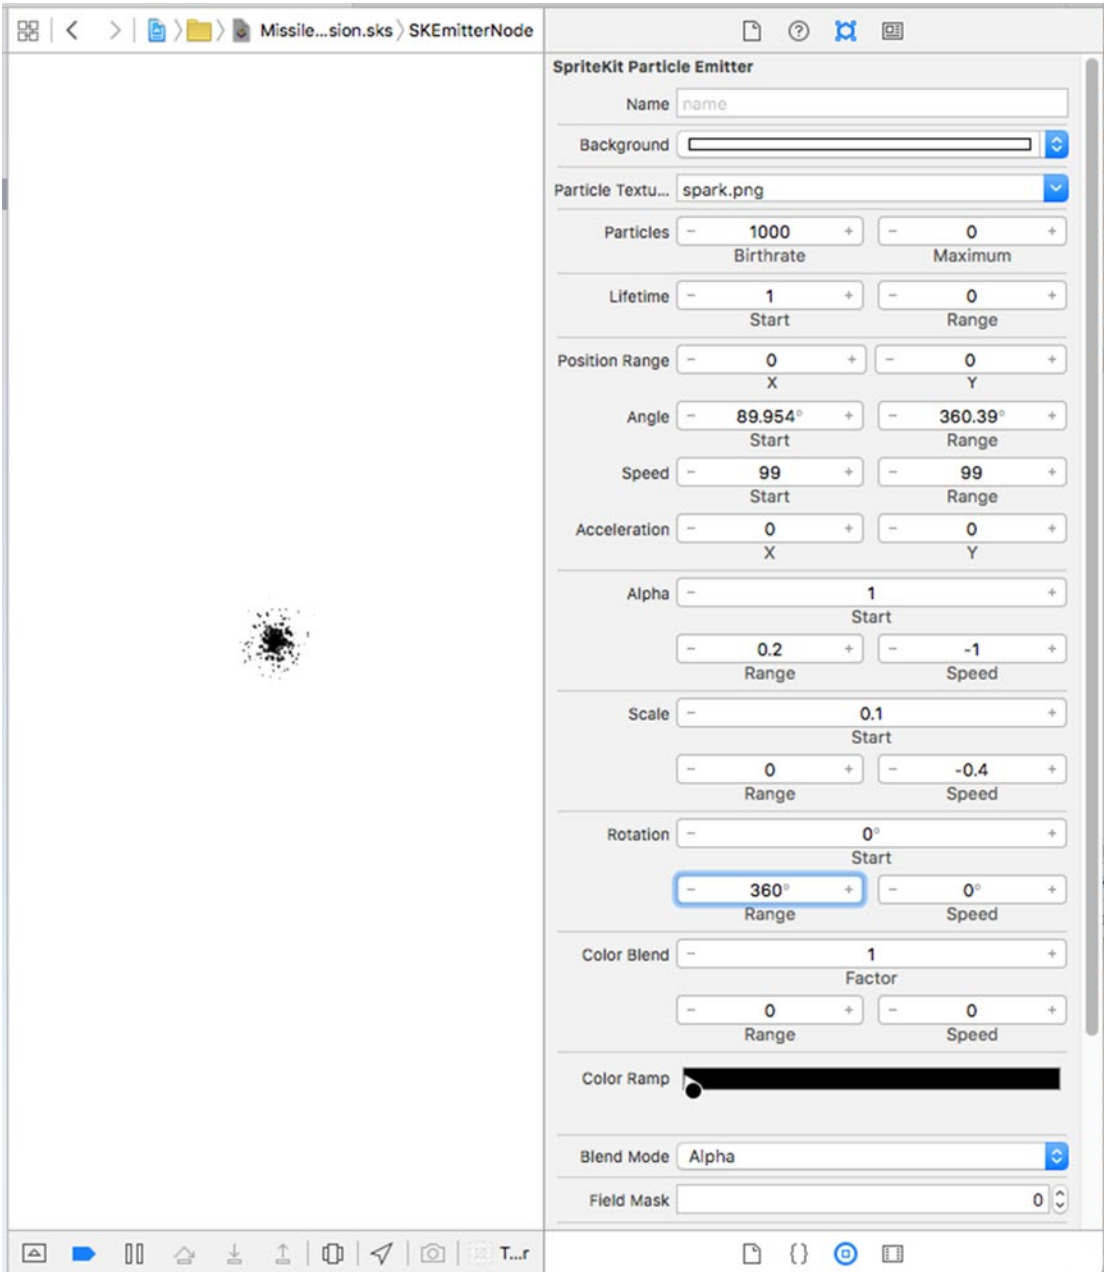 Missile...sion.sks SKEmitterNode
SpriteKit Particle Emitter
Name name
Background
Particle Textu... spark.png
Particles - 1000 + - 0 +
Birthrate Maximum
Lifetime - 1 + - 0 +
Start Range
Position Range - 0 + - 0 +
X Y
Angle - 89.954° + - 360.39° +
Start Range
Speed - 99 + - 99 +
Start Range
Acceleration - 0 + - 0 +
X Y
Alpha - 1 +
Start
- 0.2 + - -1 +
Range Speed
Scale - 0.1 +
Start
- 0 + - -0.4 +
Range Speed
Rotation - 0° +
Start
- 360° + - 0° +
Range Speed
Color Blend - 1 +
Factor
- 0 + - 0 +
Range Speed
Color Ramp
Blend Mode Alpha
Field Mask 0
T...r